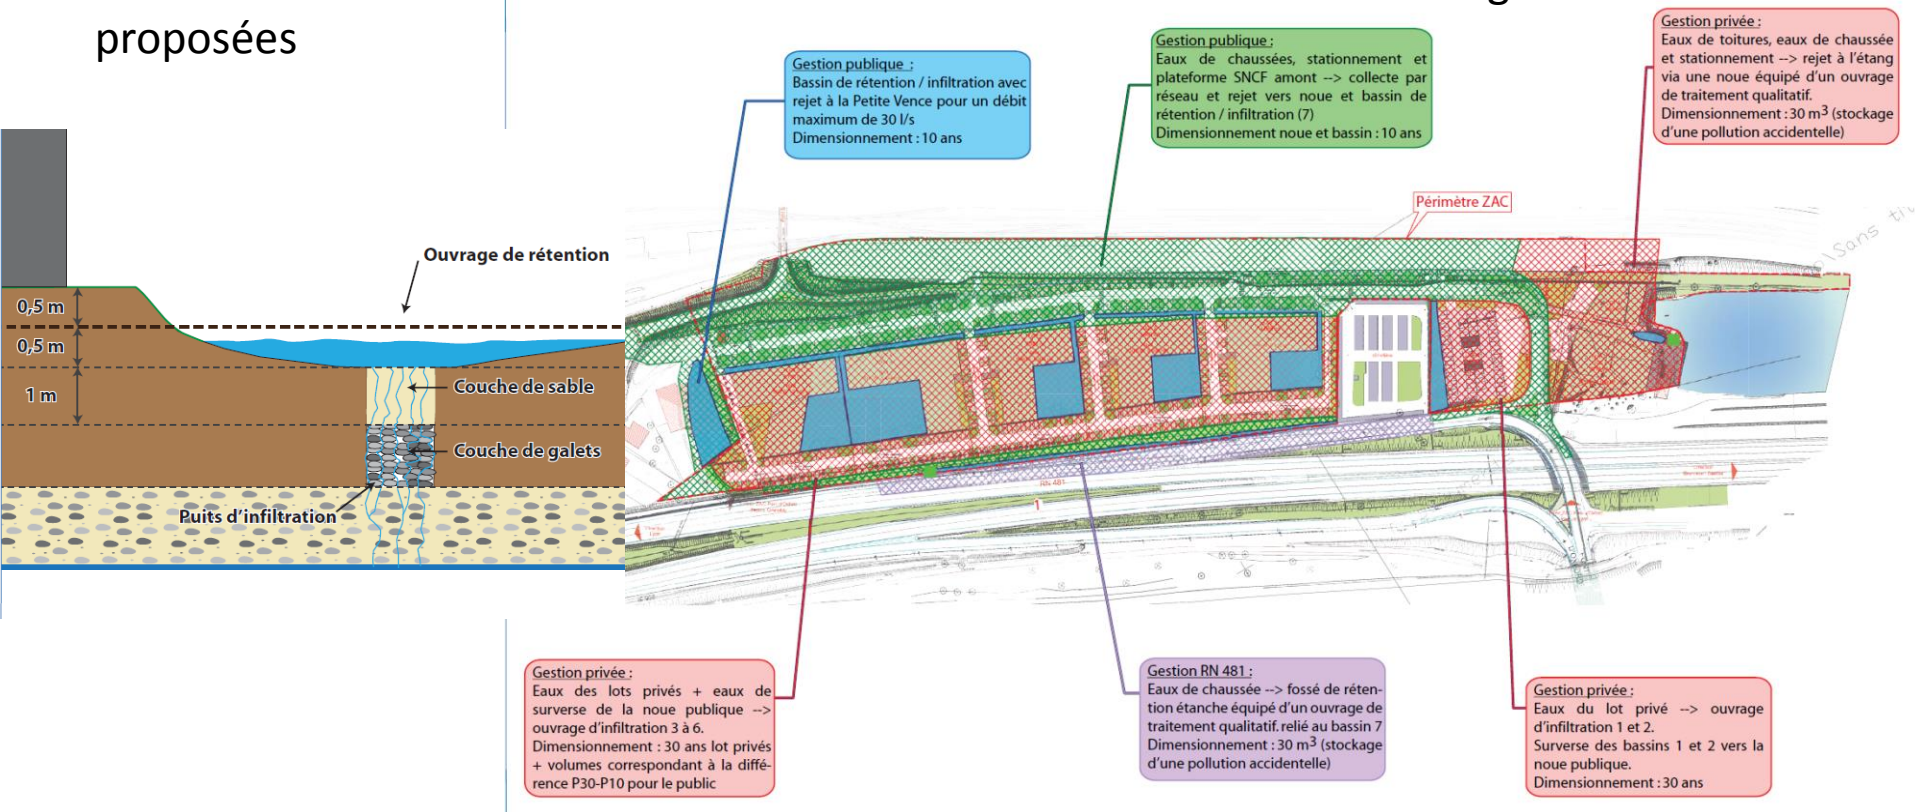 proposées
Gestion publique :
Bassin de rétention / infiltration avec
rejet à la Petite Vence pour un débit
maximum de 30 l/s
Dimensionnement : 10 ans
Gestion publique :
Eaux de chaussées, stationnement et
plateforme SNCF amont --> collecte par
réseau et rejet vers noue et bassin de
rétention / infiltration (7)
Dimensionnement noue et bassin : 10 ans
Gestion privée :
Eaux de toitures, eaux de chaussée
et stationnement --> rejet à l'étang
via une noue équipé d'un ouvrage
de traitement qualitatif.
Dimensionnement : 30 m³ (stockage
d'une pollution accidentelle)
Périmètre ZAC
Sans
Ouvrage de rétention
0,5 m
0,5 m
1 m
Couche de sable
Couche de galets
Puits d'infiltration
RN 481
1
Gestion privée :
Eaux des lots privés + eaux de
surverse de la noue publique -->
ouvrage d'infiltration 3 à 6.
Dimensionnement : 30 ans lot privés
+ volumes correspondant à la diffé-
rence P30-P10 pour le public
Gestion RN 481 :
Eaux de chaussée --> fossé de réten-
tion étanche équipé d'un ouvrage de
traitement qualitatif. relié au bassin 7
Dimensionnement : 30 m³ (stockage
d'une pollution accidentelle)
Gestion privée :
Eaux du lot privé --> ouvrage
d'infiltration 1 et 2.
Surverse des bassins 1 et 2 vers la
noue publique.
Dimensionnement : 30 ans